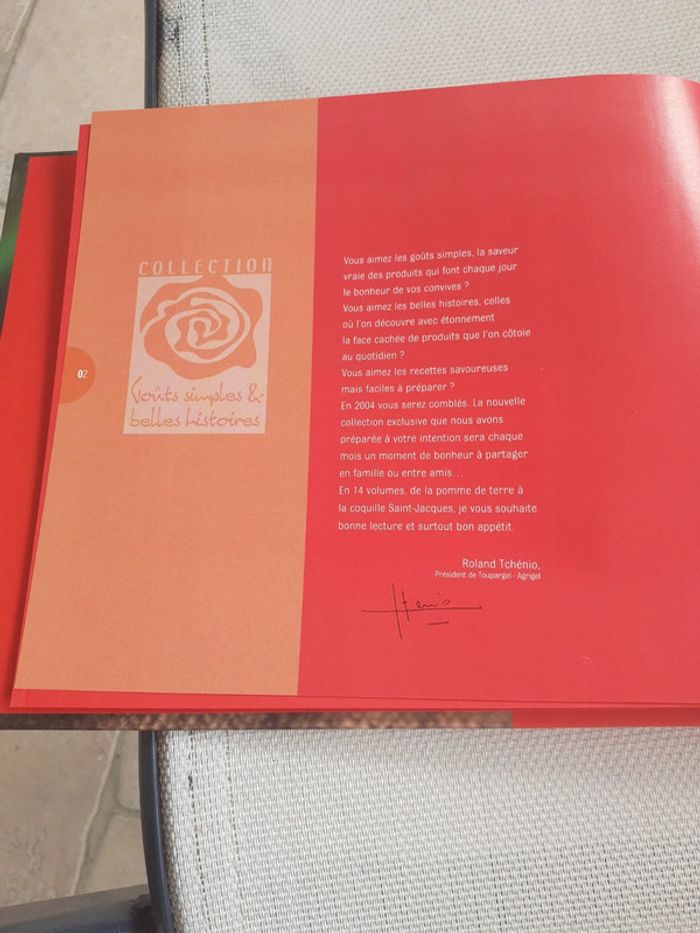 COLLECTION
Goûts simples &
belles histoires
02
Vous aimez les goûts simples, la saveur
vraie des produits qui font chaque jour
le bonheur de vos convives ?
Vous aimez les belles histoires, celles
où l'on découvre avec étonnement
la face cachée de produits que l'on côtoie
au quotidien ?
Vous aimez les recettes savoureuses
mais faciles à préparer ?
En 2004 vous serez comblés. La nouvelle
collection exclusive que nous avons
préparée à votre intention sera chaque
mois un moment de bonheur à partager
en famille ou entre amis...
En 14 volumes, de la pomme de terre à
la coquille Saint-Jacques, je vous souhaite
bonne lecture et surtout bon appétit.
Roland Tchénio,
Président de Toupargel - Agrigel